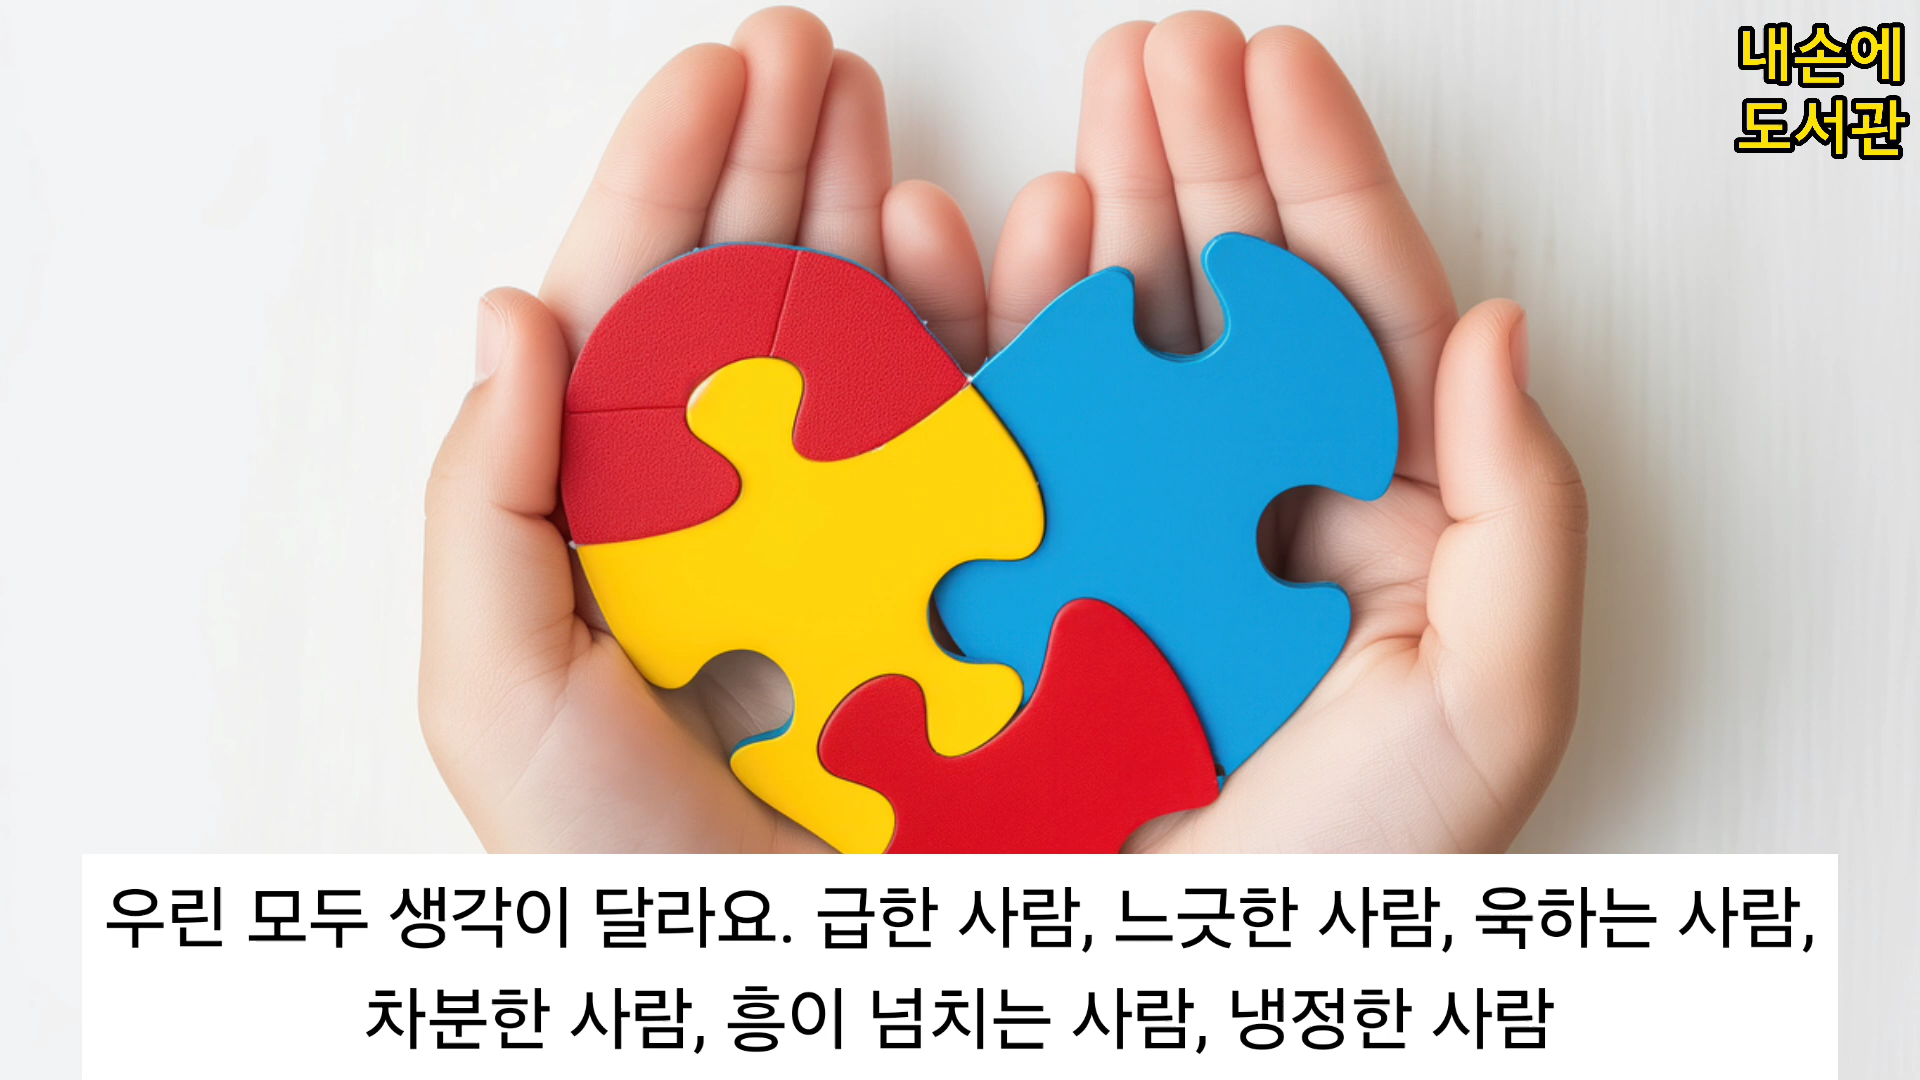 내손에
도서관
우린 모두 생각이 달라요. 급한 사람, 느긋한 사람, 욱하는 사람,
차분한 사람, 흥이 넘치는 사람, 냉정한 사람